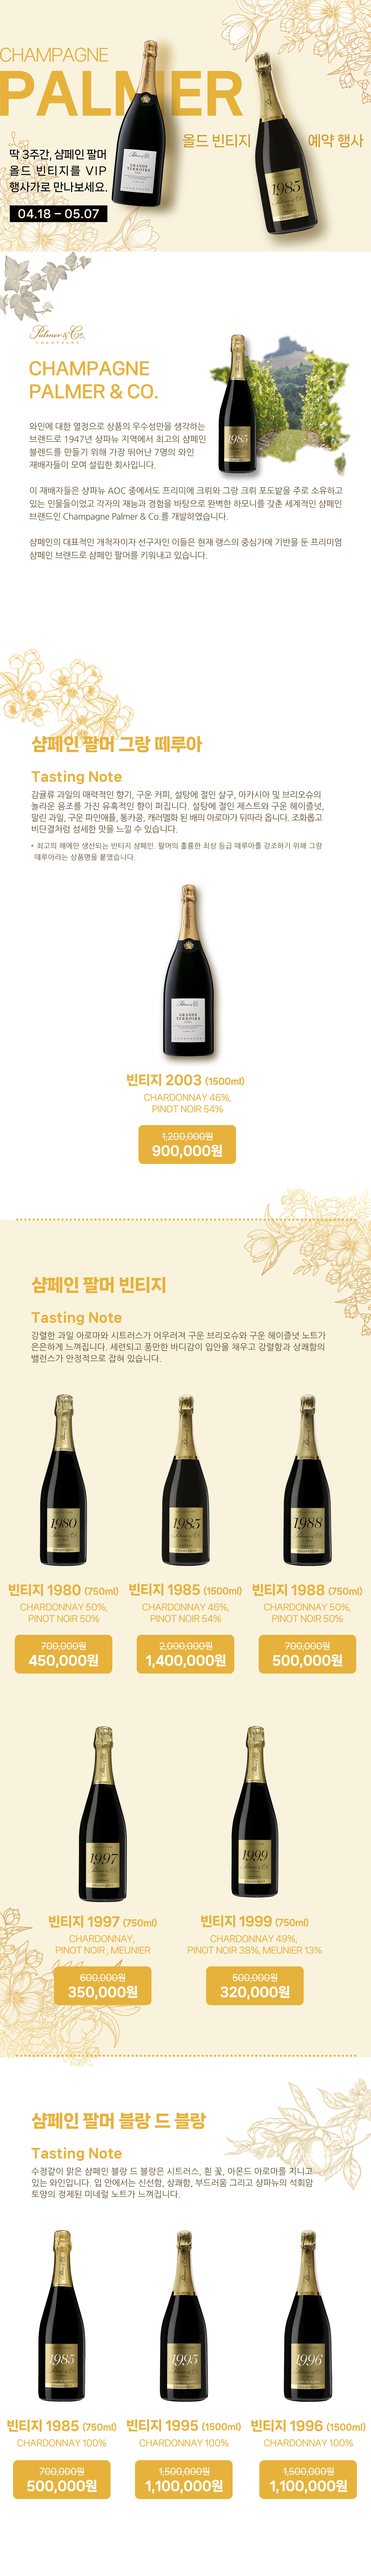 CHAMPAGNE
PALMER
올드 빈티지 예약 행사
딱 3주간, 샴페인 팔머
올드 빈티지를 VIP
행사가로 만나보세요.
04.18 – 05.07
GRANDS
TERROIRS
1985
Palmer & Co
CHAMPAGNE
CHAMPAGNE
PALMER & CO.
1985
와인에 대한 열정으로 상품의 우수성만을 생각하는
브랜드로 1947년 샹파뉴 지역에서 최고의 샴페인
블렌드를 만들기 위해 가장 뛰어난 7명의 와인
재배자들이 모여 설립한 회사입니다.
이 재배자들은 샹파뉴 AOC 중에서도 프리미에 크뤼와 그랑 크뤼 포도밭을 주로 소유하고
있는 인물들이었고 각자의 재능과 경험을 바탕으로 완벽한 하모니를 갖춘 세계적인 샴페인
브랜드인 Champagne Palmer & Co.를 개발하였습니다.
샴페인의 대표적인 개척자이자 선구자인 이들은 현재 랭스의 중심가에 기반을 둔 프리미엄
샴페인 브랜드로 샴페인 팔머를 키워내고 있습니다.
샴페인 팔머 그랑 떼루아
Tasting Note
감귤류 과일의 매력적인 향기, 구운 커피, 설탕에 절인 살구, 아카시아 및 브리오슈의
놀라운 음조를 가진 유혹적인 향이 퍼집니다. 설탕에 절인 제스트와 구운 헤이즐넛,
말린 과일, 구운 파인애플, 통카콩, 캐러멜화 된 배의 아로마가 뒤따라 옵니다. 조화롭고
비단결처럼 섬세한 맛을 느낄 수 있습니다.
* 최고의 해에만 생산되는 빈티지 샴페인. 팔머의 훌륭한 최상 등급 떼루아를 강조하기 위해 그랑
떼루아라는 상품명을 붙였습니다.
GRANDS
TERROIRS
빈티지 2003 (1500ml)
CHARDONNAY 46%,
PINOT NOIR 54%
1,200,000원
900,000원
샴페인 팔머 빈티지
Tasting Note
강렬한 과일 아로마와 시트러스가 어우러져 구운 브리오슈와 구운 헤이즐넛 노트가
은은하게 느껴집니다. 세련되고 풍만한 바디감이 입안을 채우고 강렬함과 상쾌함의
밸런스가 안정적으로 잡혀 있습니다.
1980 1985 1988
빈티지 1980 (750ml) 빈티지 1985 (1500ml) 빈티지 1988 (750ml)
CHARDONNAY 50%, CHARDONNAY 46%, CHARDONNAY 50%,
PINOT NOIR 50% PINOT NOIR 54% PINOT NOIR 50%
700,000원 2,000,000원 700,000원
450,000원 1,400,000원 500,000원
1997 1999
빈티지 1997 (750ml) 빈티지 1999 (750ml)
CHARDONNAY, CHARDONNAY 49%,
PINOT NOIR , MEUNIER PINOT NOIR 38%, MEUNIER 13%
600,000원 500,000원
350,000원 320,000원
샴페인 팔머 블랑 드 블랑
Tasting Note
수정같이 맑은 샴페인 블랑 드 블랑은 시트러스, 흰 꽃, 아몬드 아로마를 지니고
있는 와인입니다. 입 안에서는 신선함, 상쾌함, 부드러움 그리고 샹파뉴의 석회암
토양의 정제된 미네럴 노트가 느껴집니다.
1985 1995 1996
빈티지 1985 (750ml) 빈티지 1995 (1500ml) 빈티지 1996 (1500ml)
CHARDONNAY 100% CHARDONNAY 100% CHARDONNAY 100%
700,000원 1,500,000원 1,500,000원
500,000원 1,100,000원 1,100,000원